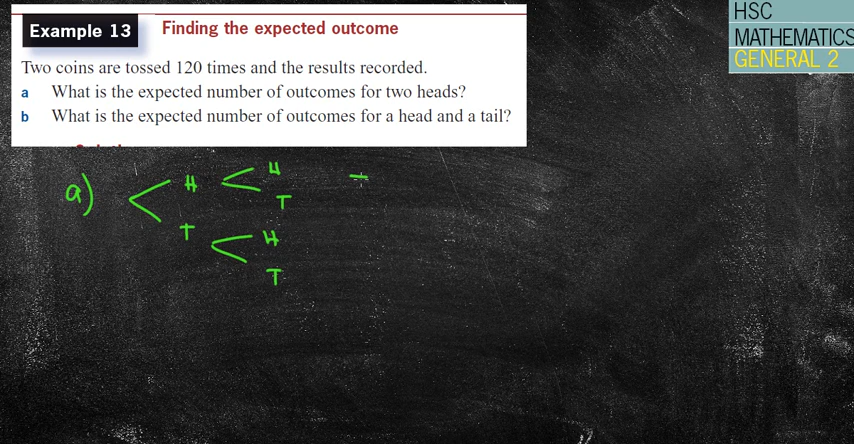 HSC
MATHEMATICS
GENERAL 2
Example 13 Finding the expected outcome
Two coins are tossed 120 times and the results recorded.
a What is the expected number of outcomes for two heads?
b What is the expected number of outcomes for a head and a tail?
a) H H
T
T H
T